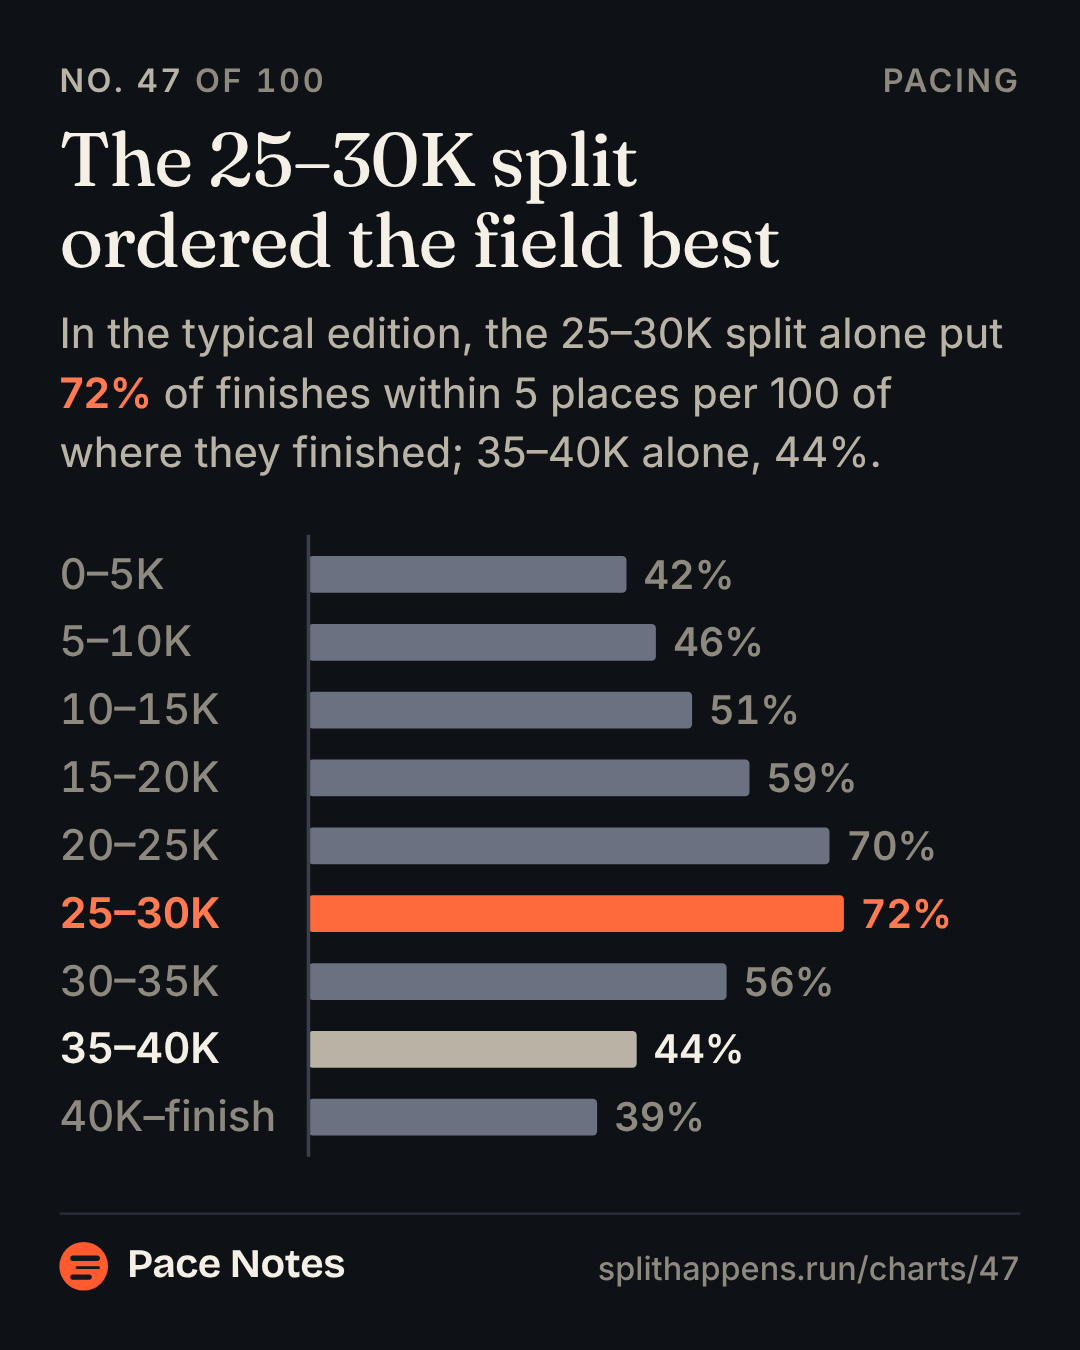 NO. 47 OF 100
PACING
The 25–30K split
ordered the field best
In the typical edition, the 25–30K split alone put
72% of finishes within 5 places per 100 of
where they finished; 35–40K alone, 44%.
0–5K 42%
5–10K 46%
10–15K 51%
15–20K 59%
20–25K 70%
25–30K 72%
30–35K 56%
35–40K 44%
40K–finish 39%
Pace Notes
splithappens.run/charts/47